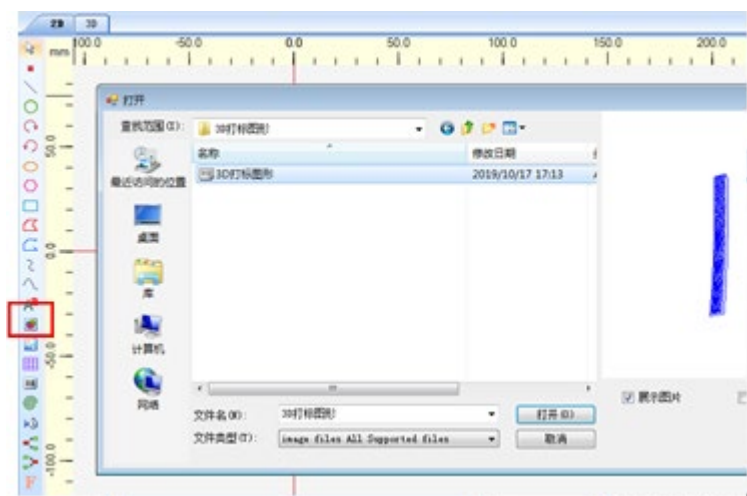 2D 3D
mm 100.0 -50.0 0.0 50.0 100.0 150.0 200.0
打开
查找范围(I): 3D打标图形
名称 修改日期
3D打标图形 2019/10/17 17:13
最近访问的位置
桌面
库
计算机
网络
50.0
0.0
-50.0
-100.0
展示图片
文件名(N): 3D打标图形 打开(O)
文件类型(T): image files All Supported files 取消
F